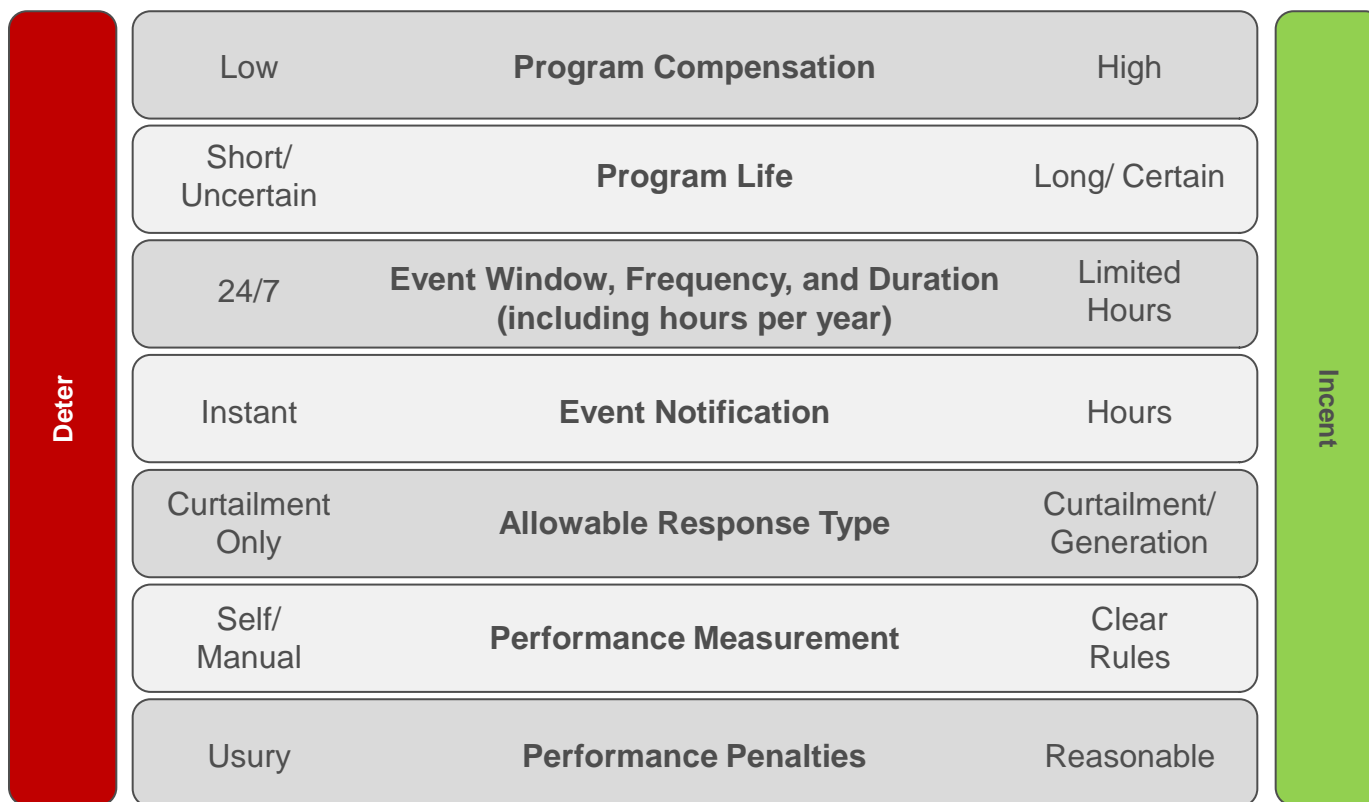 Deter
Low
Program Compensation
High
Short/
Uncertain
Program Life
Long/ Certain
24/7
Event Window, Frequency, and Duration
(including hours per year)
Limited
Hours
Instant
Event Notification
Hours
Curtailment
Only
Allowable Response Type
Curtailment/
Generation
Self/
Manual
Performance Measurement
Clear
Rules
Usury
Performance Penalties
Reasonable
Incent